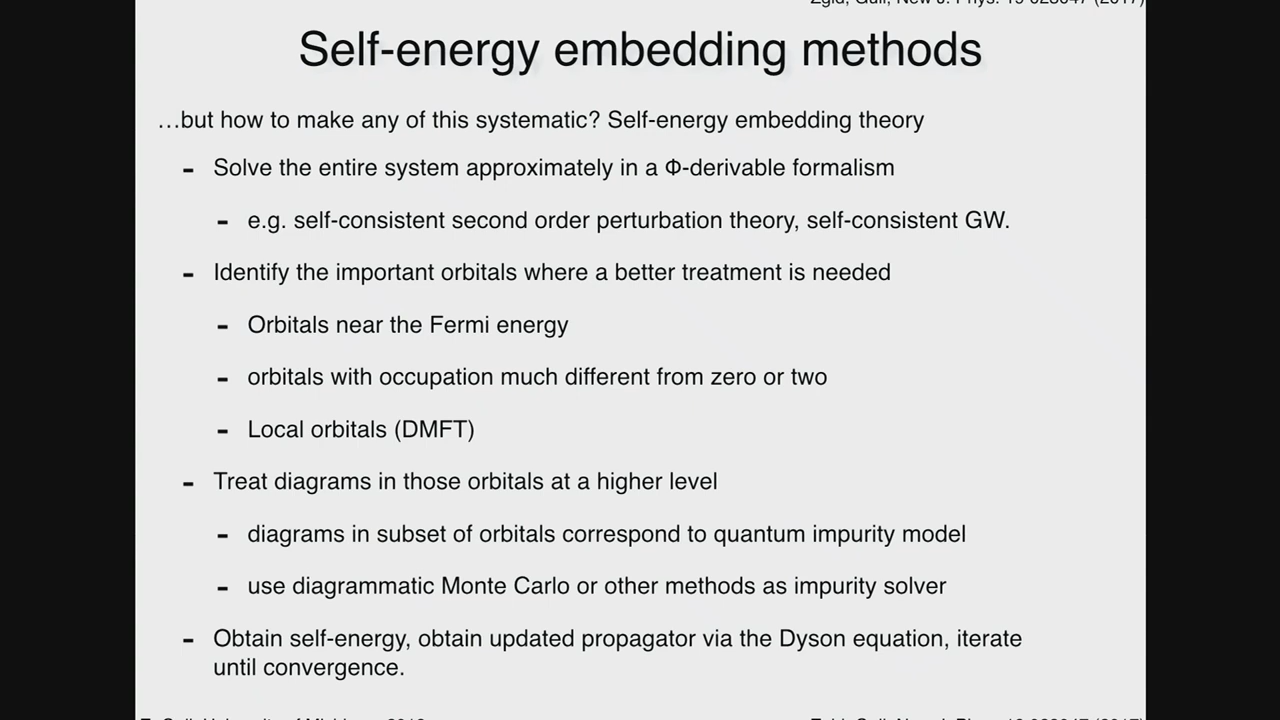 Self-energy embedding methods
…but how to make any of this systematic? Self-energy embedding theory
- Solve the entire system approximately in a Φ-derivable formalism
- e.g. self-consistent second order perturbation theory, self-consistent GW.
- Identify the important orbitals where a better treatment is needed
- Orbitals near the Fermi energy
- orbitals with occupation much different from zero or two
- Local orbitals (DMFT)
- Treat diagrams in those orbitals at a higher level
- diagrams in subset of orbitals correspond to quantum impurity model
- use diagrammatic Monte Carlo or other methods as impurity solver
- Obtain self-energy, obtain updated propagator via the Dyson equation, iterate
until convergence.